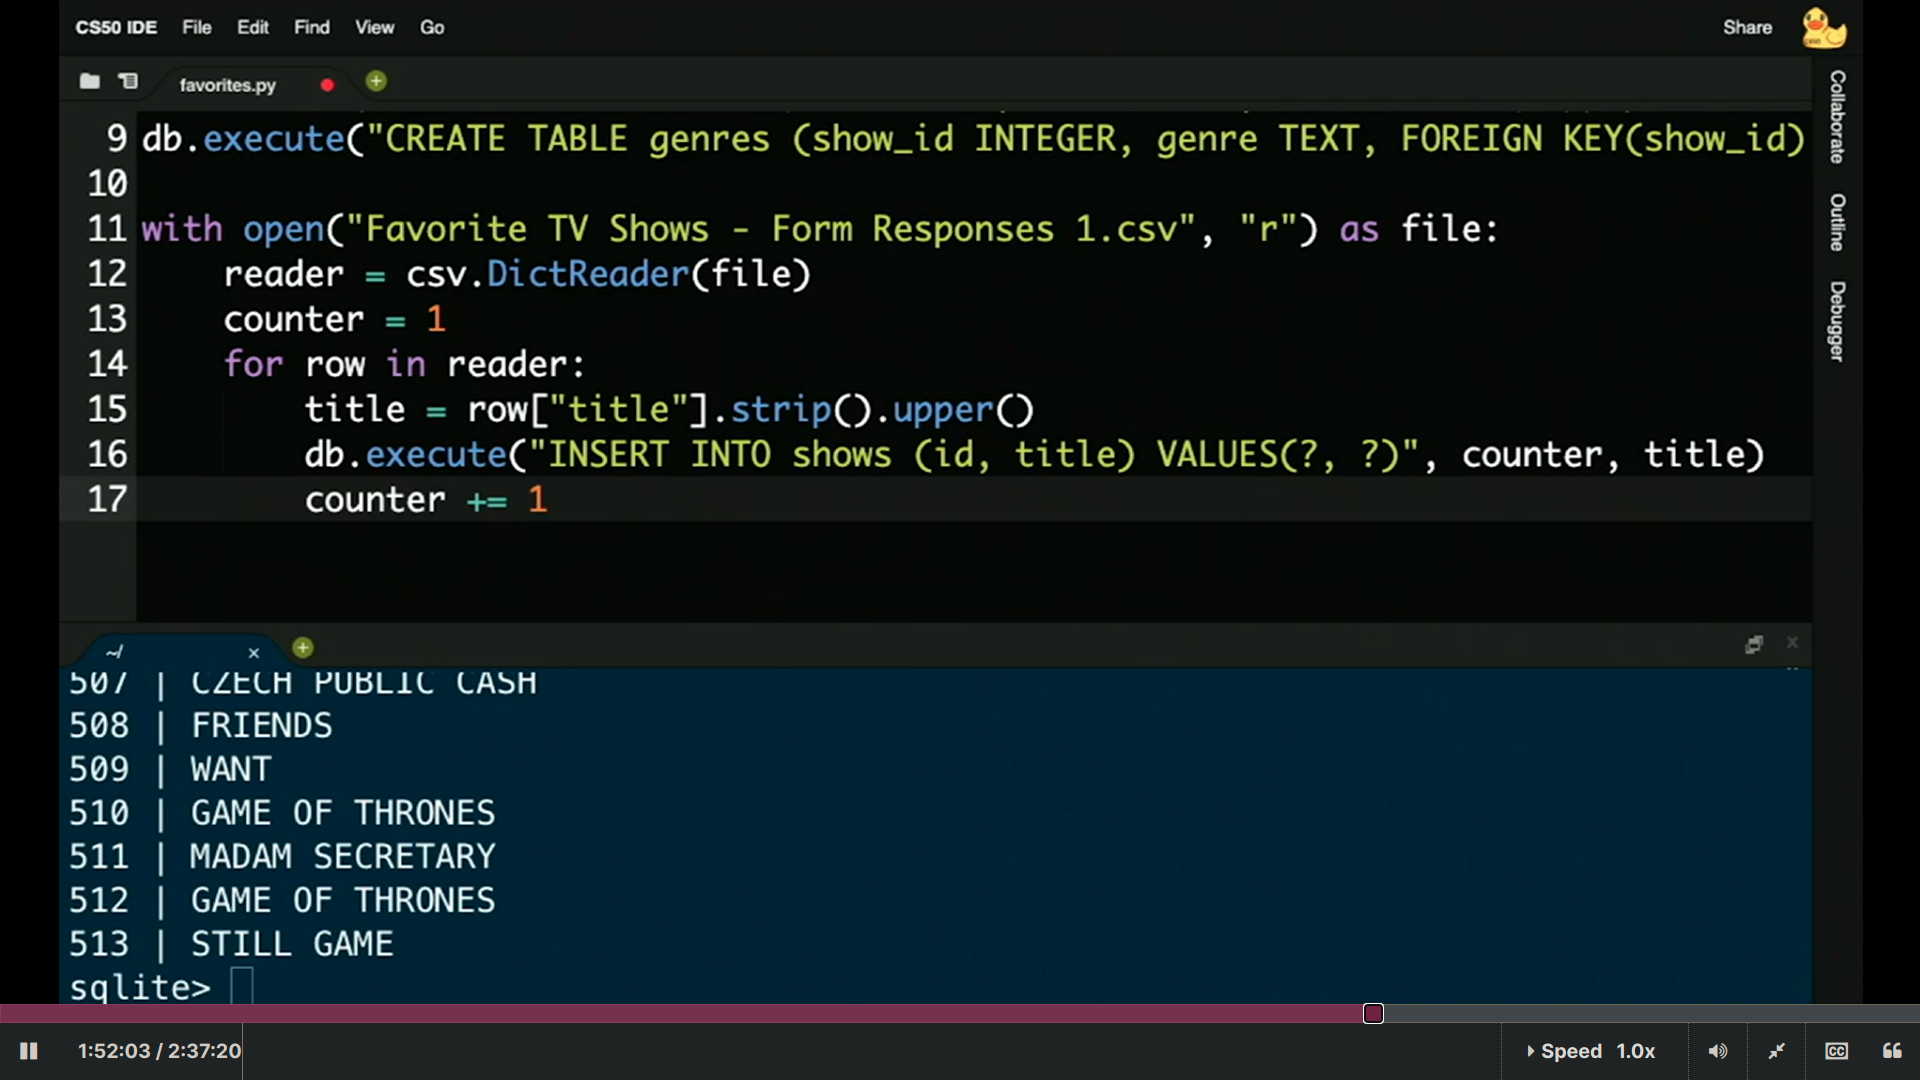 CS50 IDE File Edit Find View Go Share
favorites.py
9 db.execute("CREATE TABLE genres (show_id INTEGER, genre TEXT, FOREIGN KEY(show_id)
10
11 with open("Favorite TV Shows - Form Responses 1.csv", "r") as file:
12 reader = csv.DictReader(file)
13 counter = 1
14 for row in reader:
15 title = row["title"].strip().upper()
16 db.execute("INSERT INTO shows (id, title) VALUES(?, ?)", counter, title)
17 counter += 1
Collaborate
Outline
Debugger
~/
507 | CZECH PUBLIC CASH
508 | FRIENDS
509 | WANT
510 | GAME OF THRONES
511 | MADAM SECRETARY
512 | GAME OF THRONES
513 | STILL GAME
sqlite>
1:52:03 / 2:37:20 Speed 1.0x CC